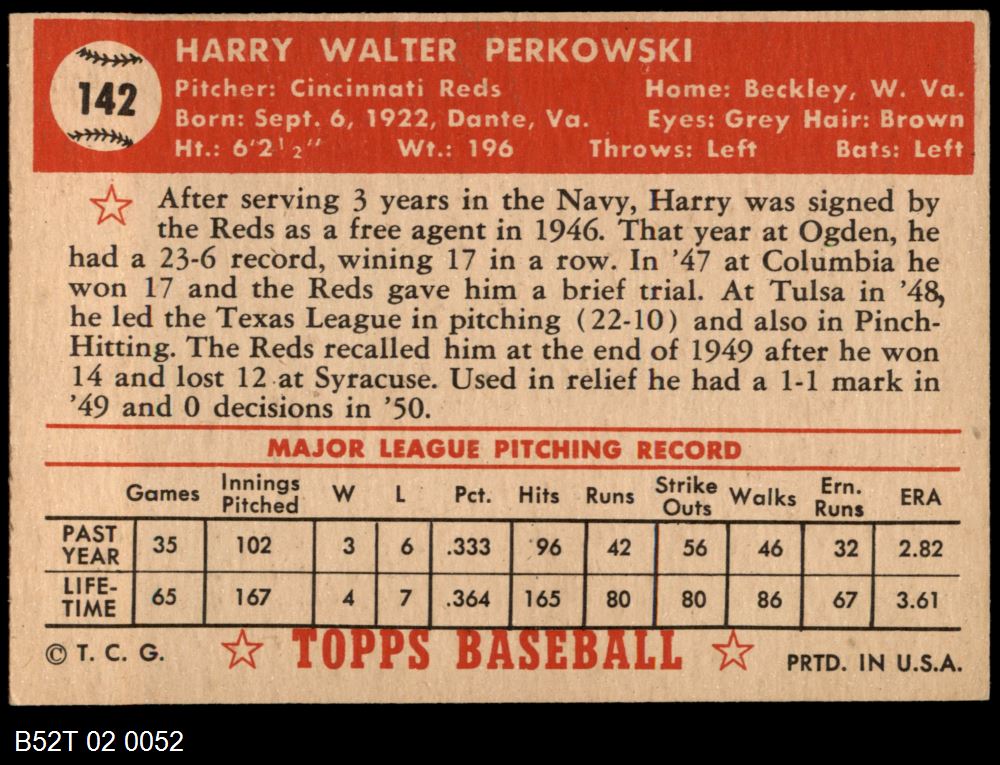 142
HARRY WALTER PERKOWSKI
Pitcher: Cincinnati Reds Home: Beckley, W. Va.
Born: Sept. 6, 1922, Dante, Va. Eyes: Grey Hair: Brown
Ht.: 6'2½" Wt.: 196 Throws: Left Bats: Left
After serving 3 years in the Navy, Harry was signed by
the Reds as a free agent in 1946. That year at Ogden, he
had a 23-6 record, wining 17 in a row. In '47 at Columbia he
won 17 and the Reds gave him a brief trial. At Tulsa in '48,
he led the Texas League in pitching (22-10) and also in Pinch-
Hitting. The Reds recalled him at the end of 1949 after he won
14 and lost 12 at Syracuse. Used in relief he had a 1-1 mark in
'49 and 0 decisions in '50.
MAJOR LEAGUE PITCHING RECORD
Games Innings Pitched W L Pct. Hits Runs Strike Outs Walks Ern. Runs ERA
PAST YEAR 35 102 3 6 .333 96 42 56 46 32 2.82
LIFE-TIME 65 167 4 7 .364 165 80 80 86 67 3.61
© T. C. G. TOPPS BASEBALL PRTD. IN U.S.A.
B52T 02 0052